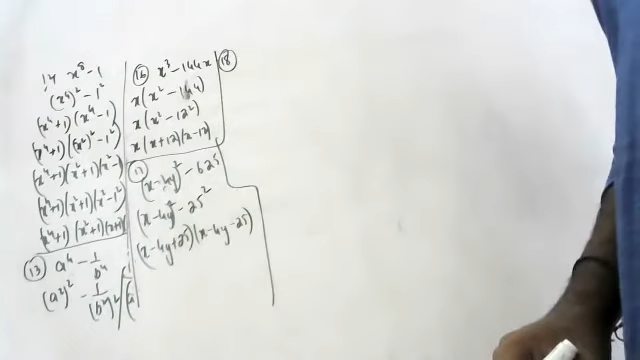 14 x⁸-1
(x⁴)²-1²
(x⁴+1)(x⁴-1)
(x⁴+1)(x²)²-1²)
(x⁴+1)(x²+1)(x²-1)
(x⁴+1)(x²+1)(x²-1²)
(x⁴+1)(x²+1)(x+1)
13 a⁴ - 1/b⁴
(a²)² - 1/(b²)² (a
16 x³-144x
x(x²-144)
x(x²-12²)
x(x+12)(x-12)
17
(x-4y)²-625
(x-4y)²-25²
(x-4y+25)(x-4y-25)
18